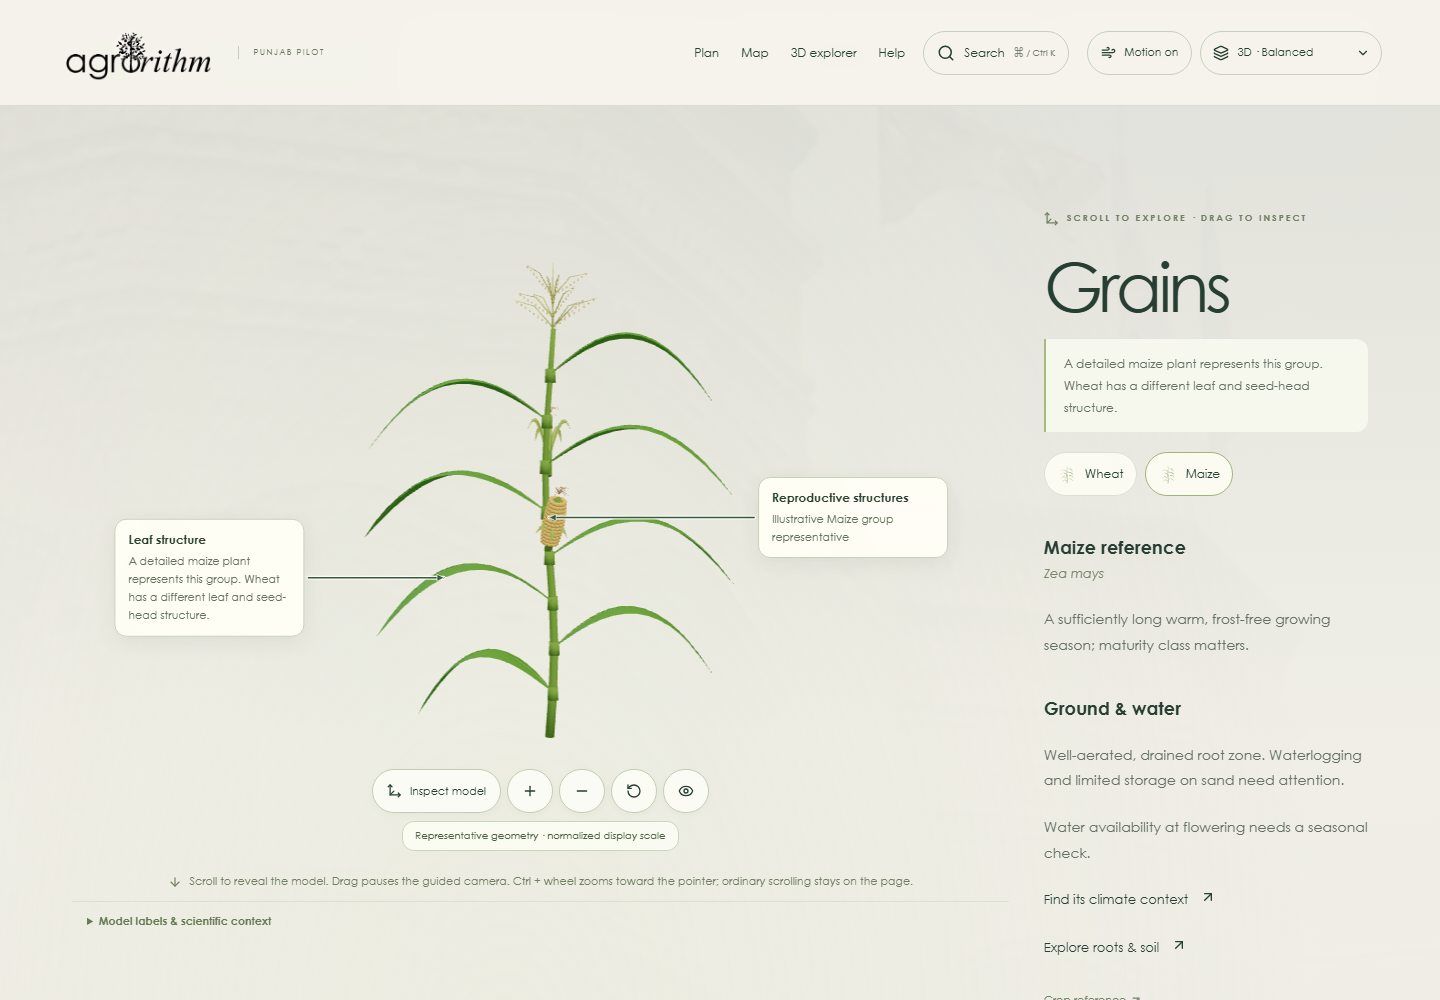 agrorithm
PUNJAB PILOT
Plan
Map
3D explorer
Help
Search ⌘ / Ctrl K
Motion on
3D · Balanced
SCROLL TO EXPLORE · DRAG TO INSPECT
Grains
A detailed maize plant represents this group.
Wheat has a different leaf and seed-head
structure.
Wheat
Maize
Maize reference
Zea mays
A sufficiently long warm, frost-free growing
season; maturity class matters.
Ground & water
Well-aerated, drained root zone. Waterlogging
and limited storage on sand need attention.
Water availability at flowering needs a seasonal
check.
Find its climate context
Explore roots & soil
Crop reference
Reproductive structures
Illustrative Maize group
representative
Leaf structure
A detailed maize plant
represents this group. Wheat
has a different leaf and seed-
head structure.
Inspect model
Representative geometry · normalized display scale
Scroll to reveal the model. Drag pauses the guided camera. Ctrl + wheel zooms toward the pointer; ordinary scrolling stays on the page.
Model labels & scientific context